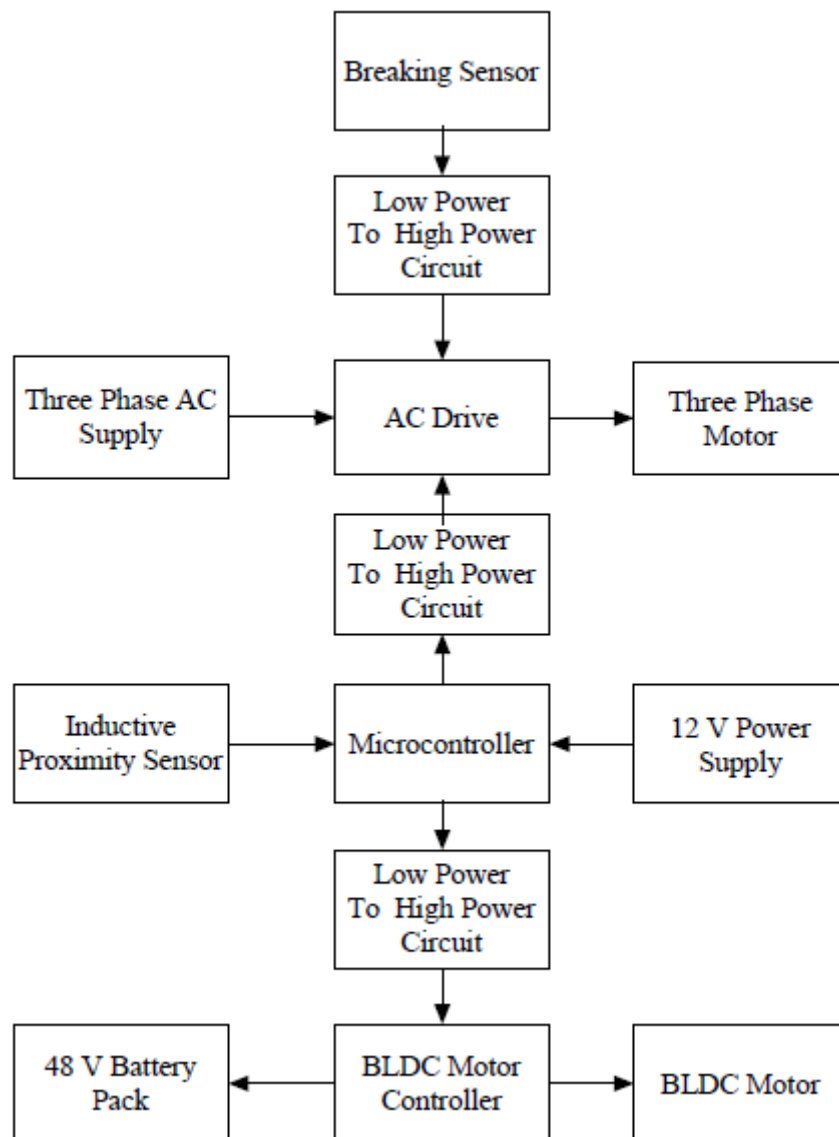 Breaking Sensor
Low Power
To High Power
Circuit
Three Phase AC
Supply
AC Drive
Three Phase
Motor
Low Power
To High Power
Circuit
Inductive
Proximity Sensor
Microcontroller
12 V Power
Supply
Low Power
To High Power
Circuit
48 V Battery
Pack
BLDC Motor
Controller
BLDC Motor